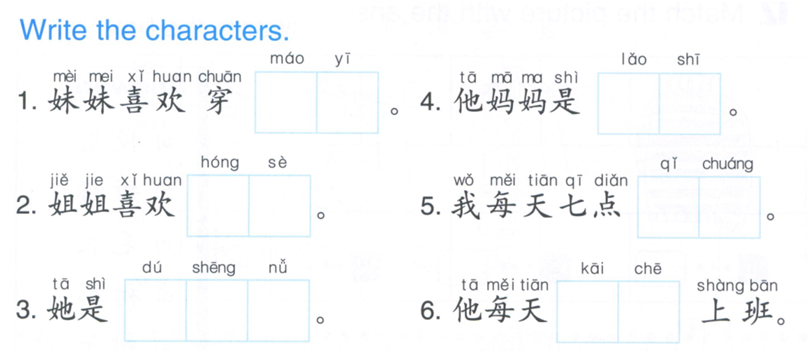 Write the characters.
máo yī
mèi mei xǐ huan chuān
1. 妹妹喜欢 穿 。
hóng sè
jiě jie xǐ huan
2. 姐姐喜欢 。
dú shēng nǚ
tā shì
3. 她是 。
lǎo shī
tā mā ma shì
4. 他妈妈是 。
qǐ chuáng
wǒ měi tiān qī diǎn
5. 我每天七点 。
kāi chē
tā měi tiān shàng bān
6. 他每天 上班。